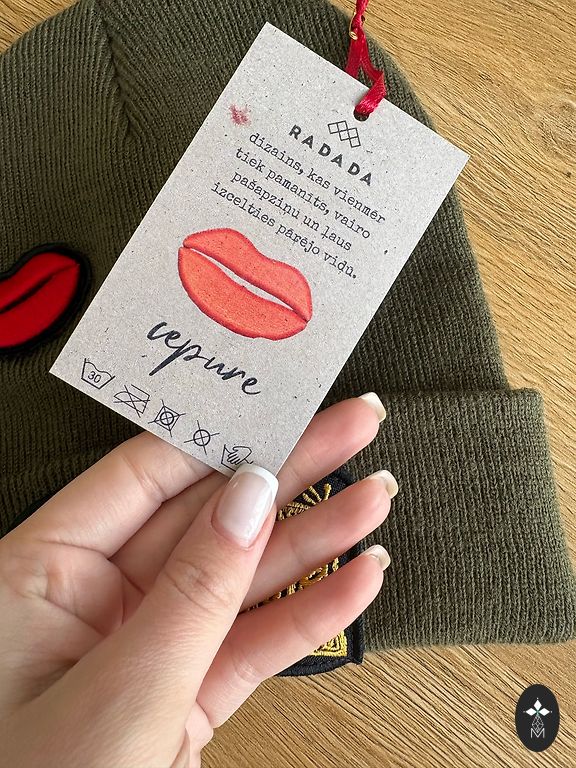 RADADA
dizains, kas vienmēr
tiek pamanīts, vairo
pašapziņu un ļaus
izcelties pārējo vidū.
cepure
30
M